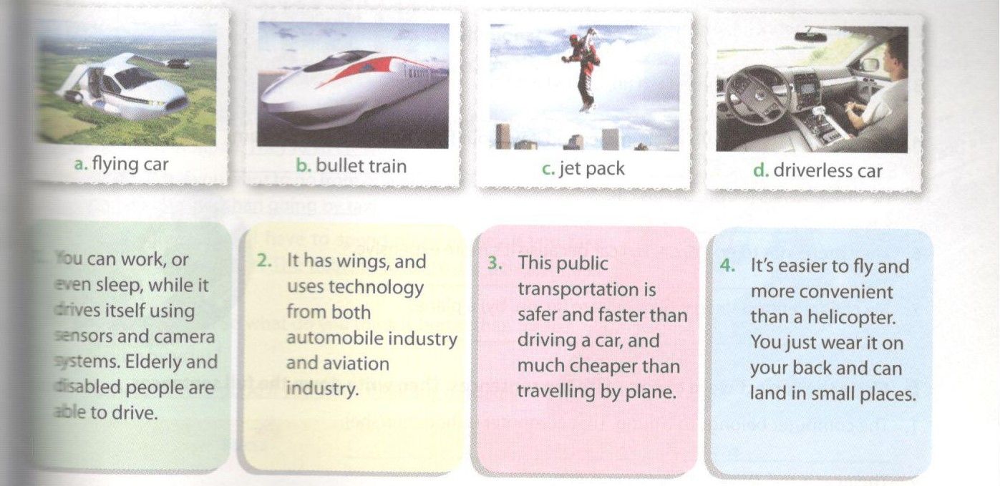 a. flying car
b. bullet train
c. jet pack
d. driverless car
You can work, or
even sleep, while it
drives itself using
sensors and camera
systems. Elderly and
disabled people are
able to drive.
2. It has wings, and
uses technology
from both
automobile industry
and aviation
industry.
3. This public
transportation is
safer and faster than
driving a car, and
much cheaper than
travelling by plane.
4. It's easier to fly and
more convenient
than a helicopter.
You just wear it on
your back and can
land in small places.